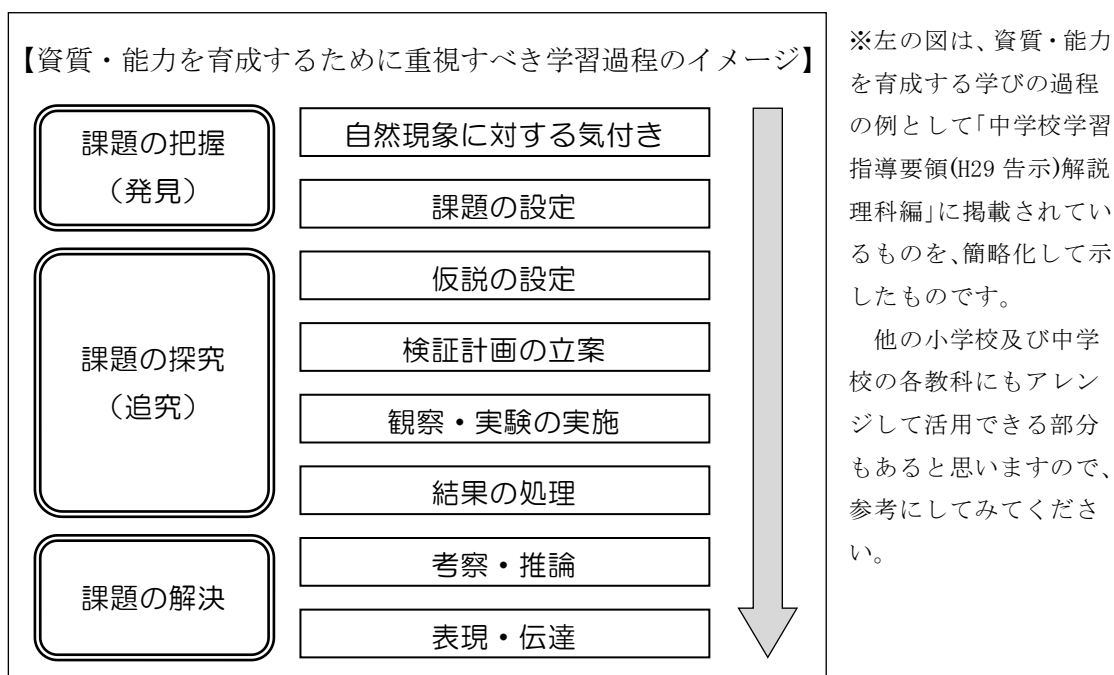 【資質・能力を育成するために重視すべき学習過程のイメージ】
課題の把握
（発見）
自然現象に対する気付き
課題の設定
課題の探究
（追究）
仮説の設定
検証計画の立案
観察・実験の実施
結果の処理
課題の解決
考察・推論
表現・伝達
※左の図は、資質・能力
を育成する学びの過程
の例として「中学校学習
指導要領(H29 告示)解説
理科編」に掲載されてい
るものを、簡略化して示
したものです。
他の小学校及び中学
校の各教科にもアレン
ジして活用できる部分
もあると思いますので、
参考にしてみてくださ
い。